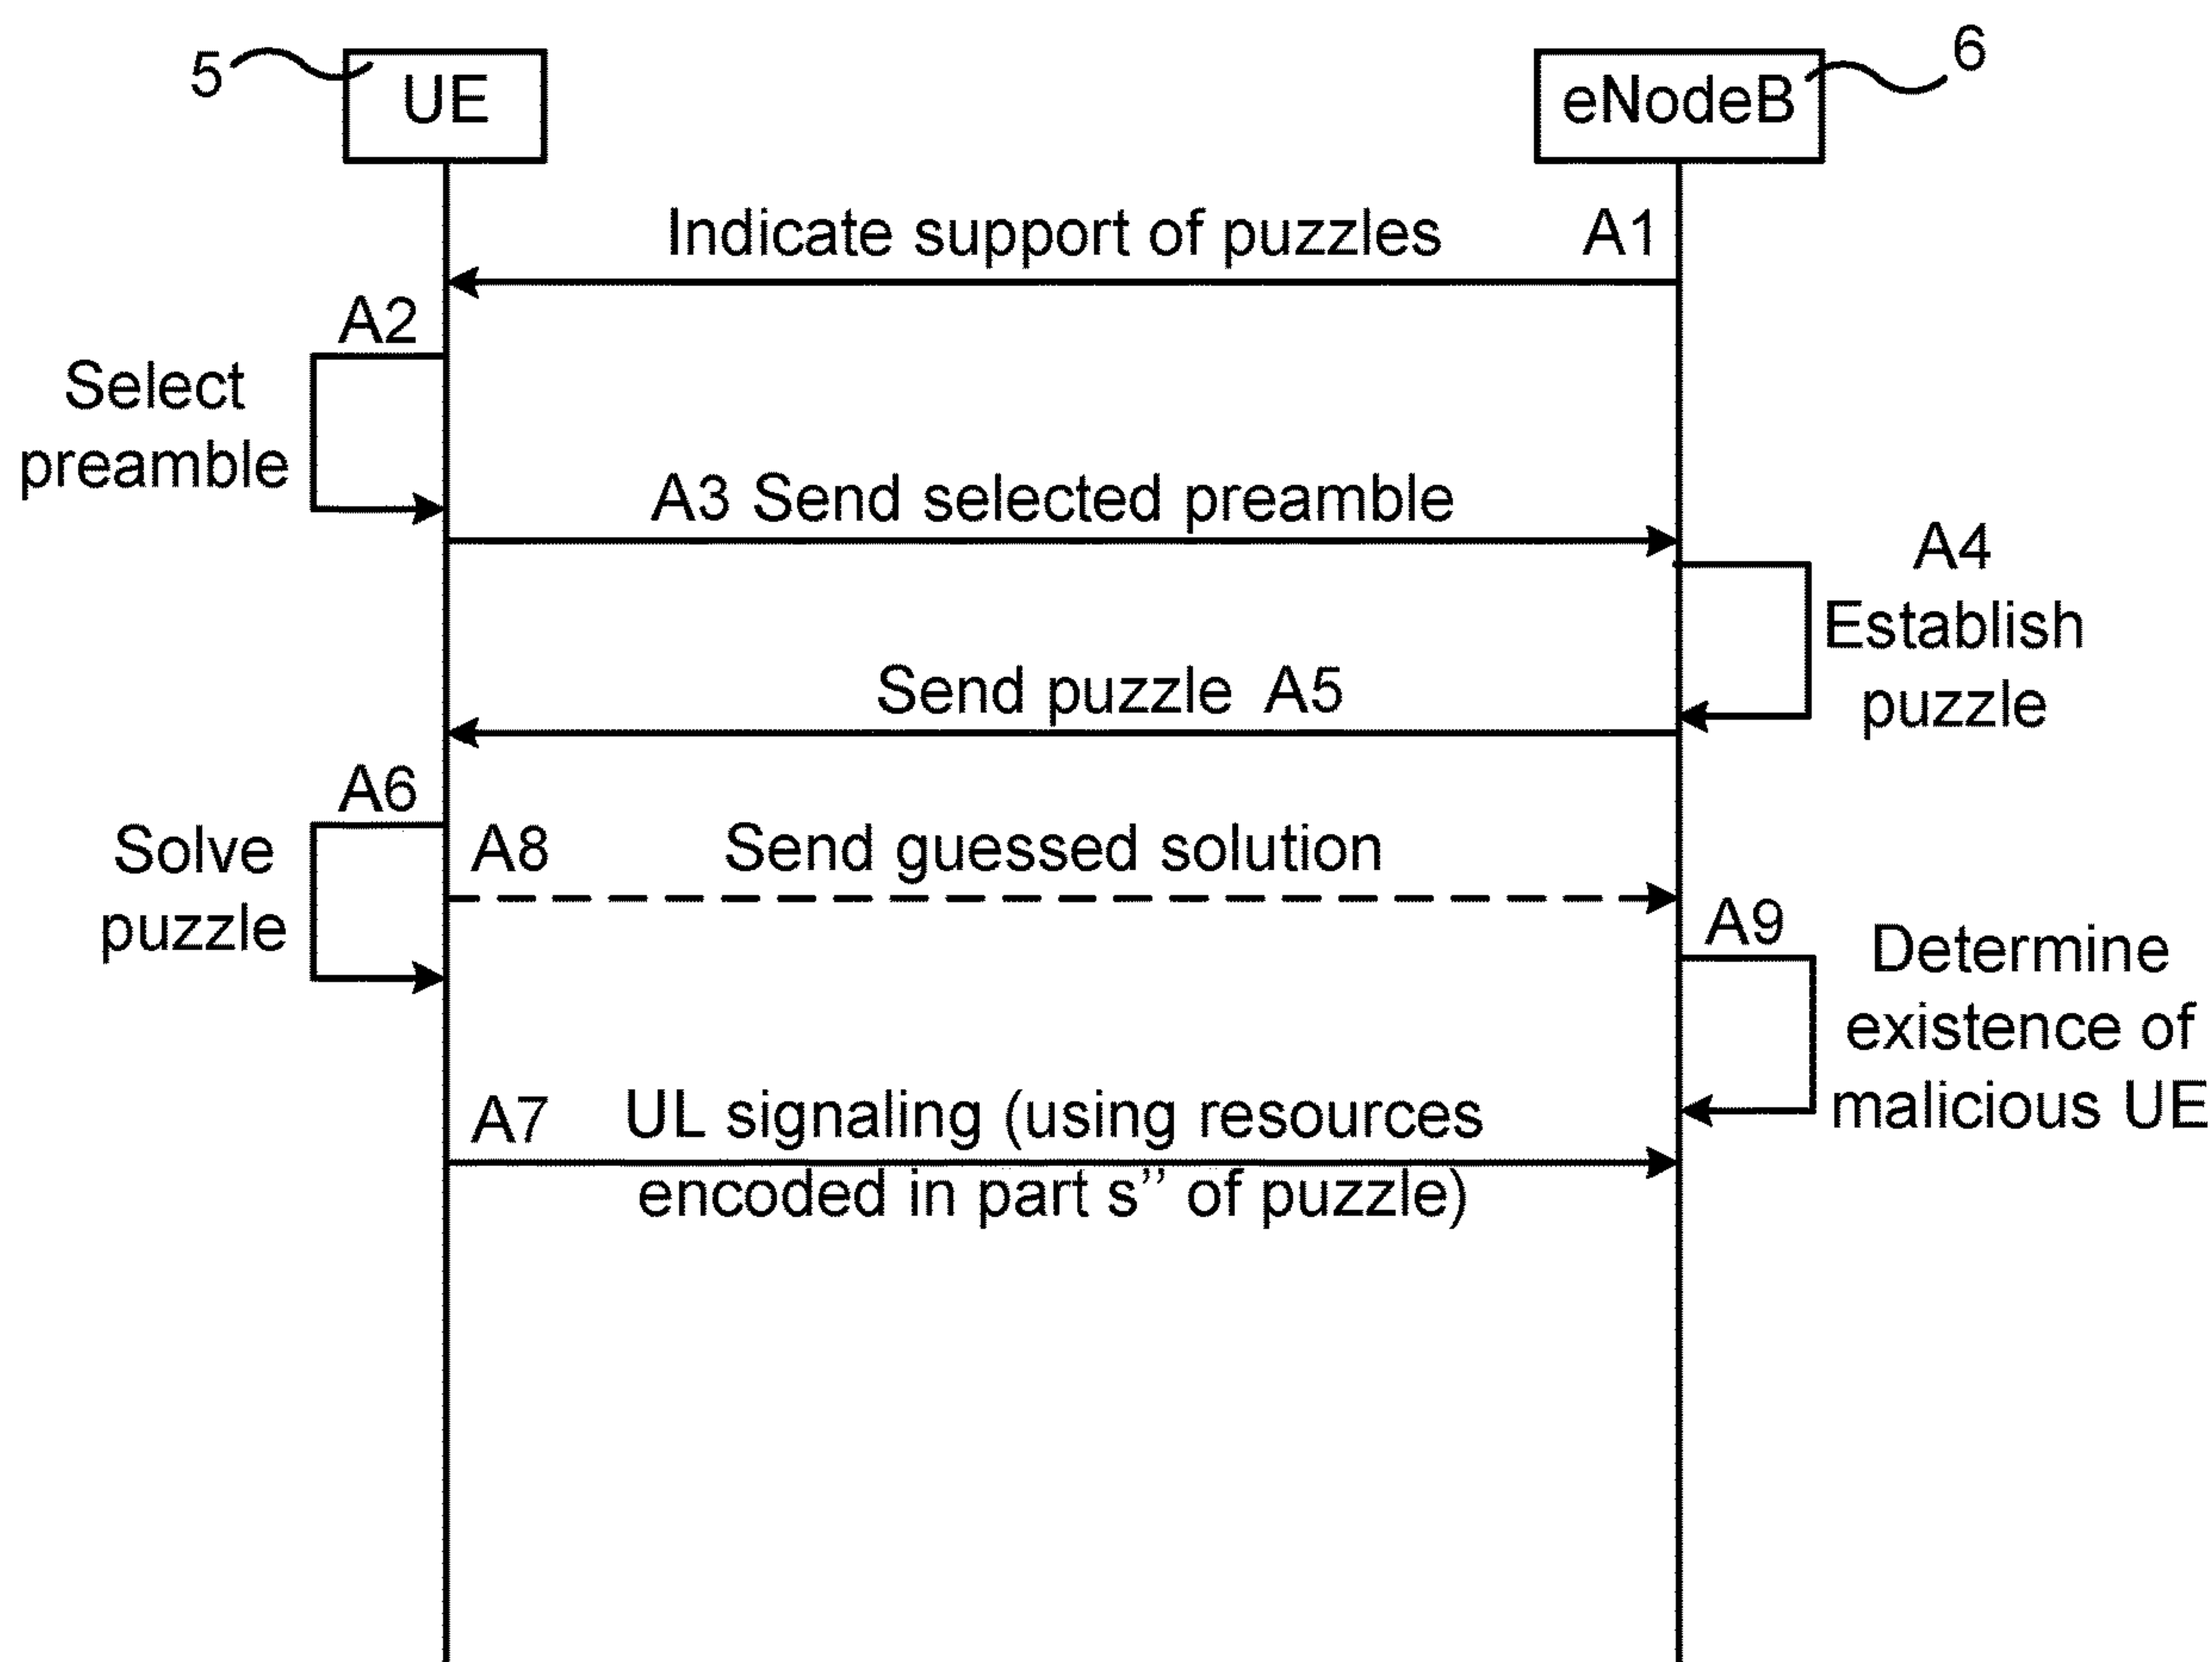 5
UE
eNodeB
6
Indicate support of puzzles
A1
A2
Select
preamble
A3 Send selected preamble
A4
Establish
puzzle
Send puzzle A5
A6
Solve
puzzle
A8
Send guessed solution
A9
Determine
existence of
malicious UE
A7
UL signaling (using resources
encoded in part s’’ of puzzle)